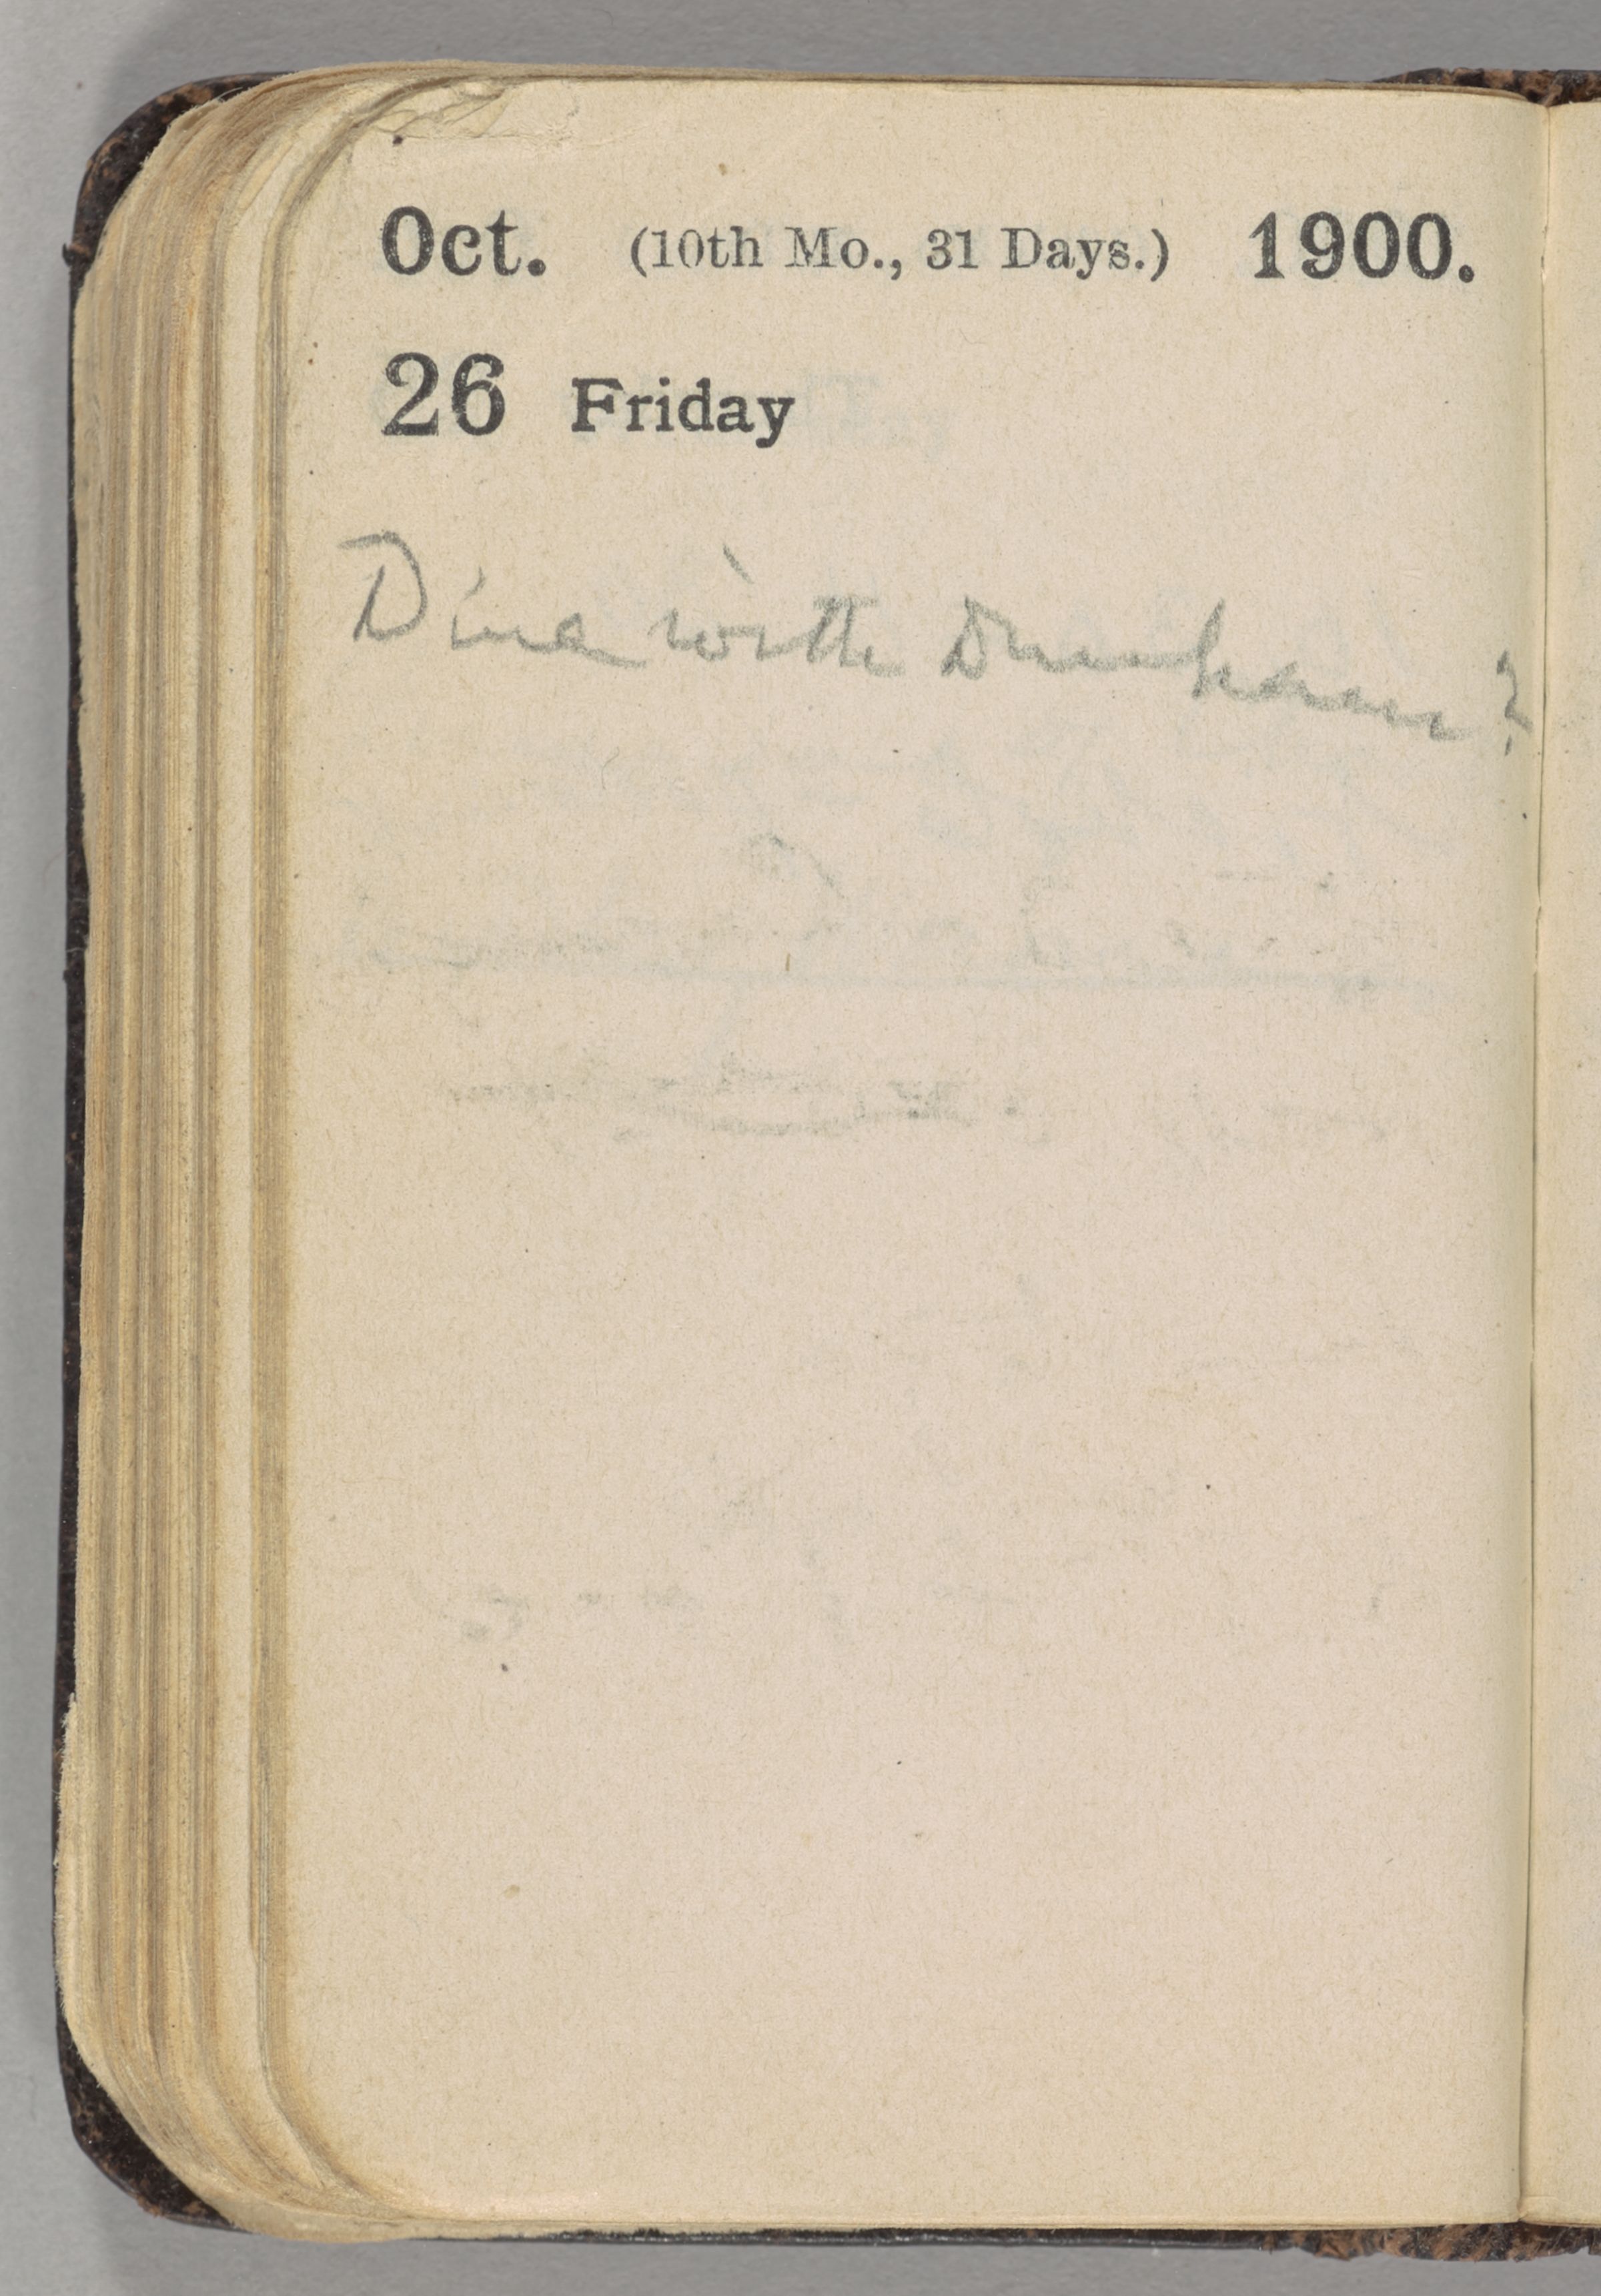 Oct. (10th Mo., 31 Days.) 1900.
26 Friday
Dine with Dunham?